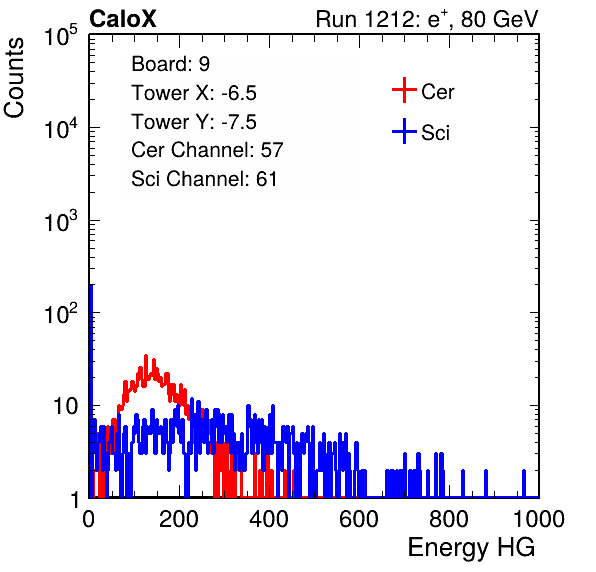 CaloX Run 1212: e⁺, 80 GeV
Counts
10⁵
10⁴
10³
10²
10
1
Board: 9
Tower X: -6.5
Tower Y: -7.5
Cer Channel: 57
Sci Channel: 61
Cer
Sci
0 200 400 600 800 1000
Energy HG